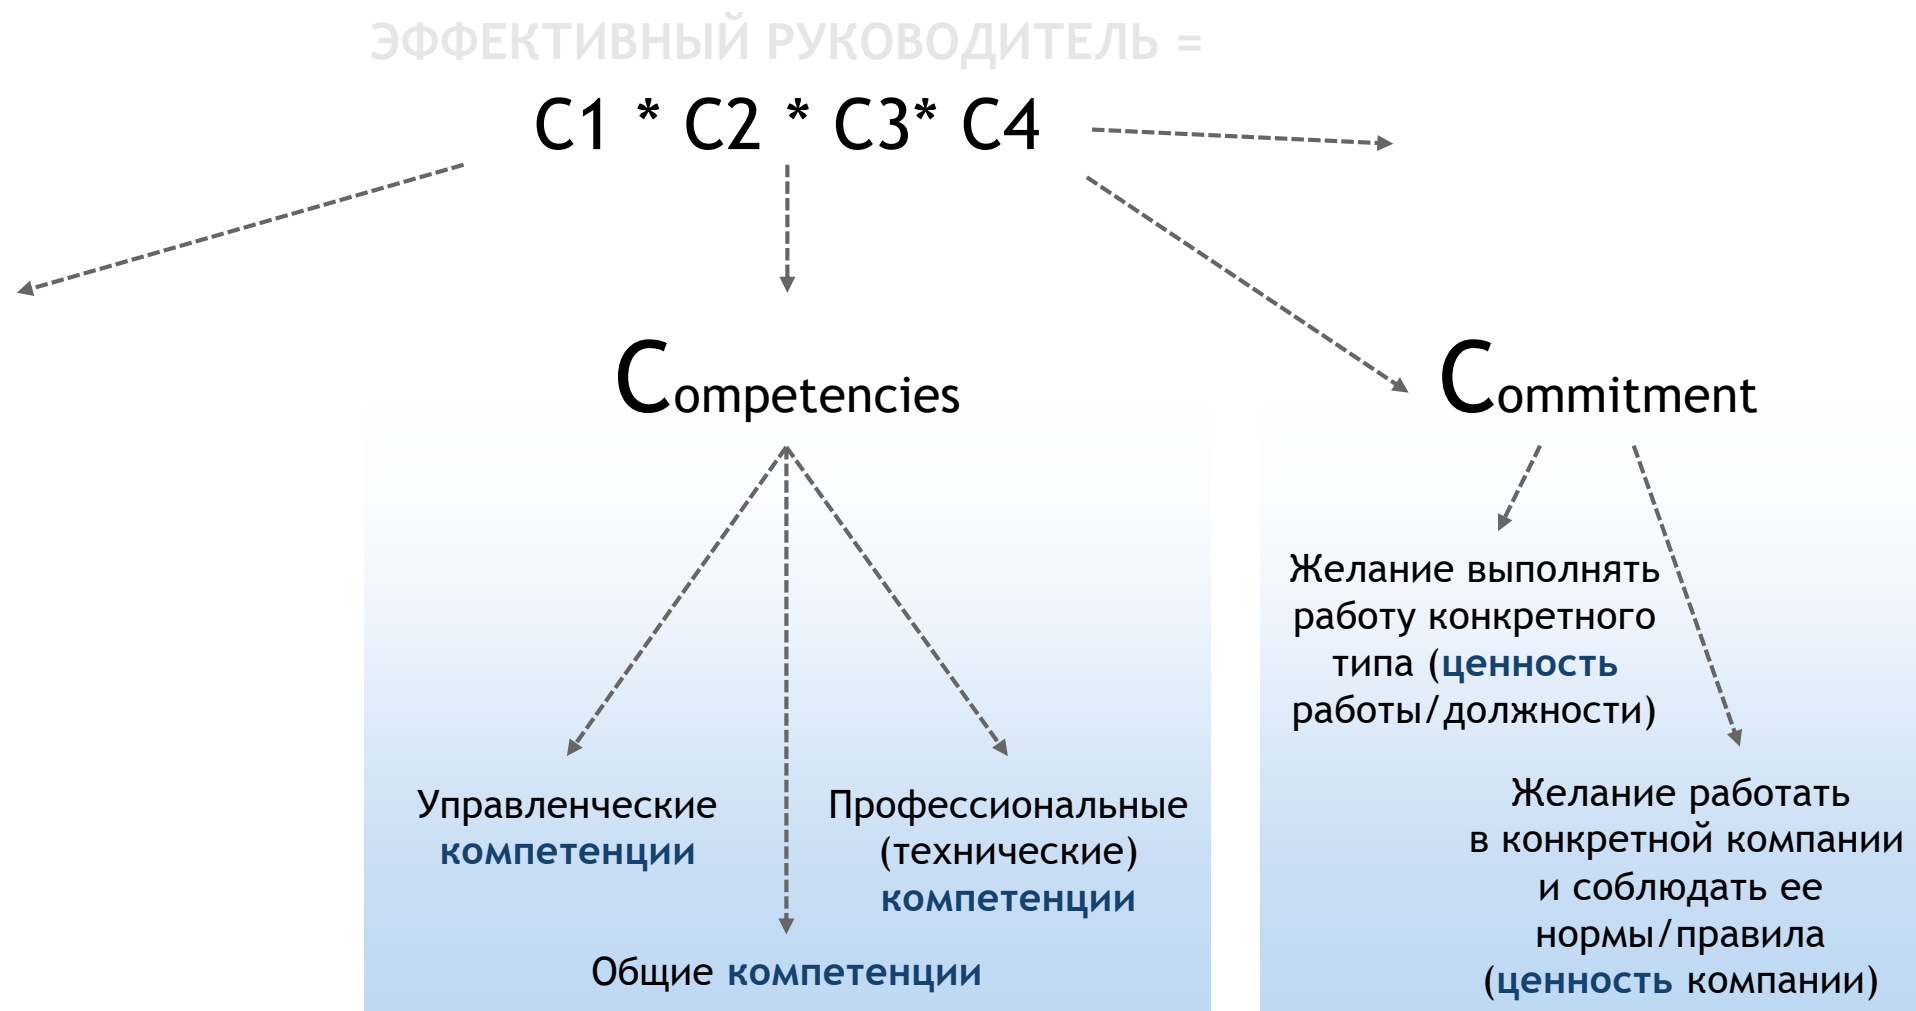 ЭФФЕКТИВНЫЙ РУКОВОДИТЕЛЬ =
C1 * C2 * C3* C4
Competencies
Commitment
Управленческие
компетенции
Профессиональные
(технические)
компетенции
Общие компетенции
Желание выполнять
работу конкретного
типа (ценность
работы/должности)
Желание работать
в конкретной компании
и соблюдать ее
нормы/правила
(ценность компании)